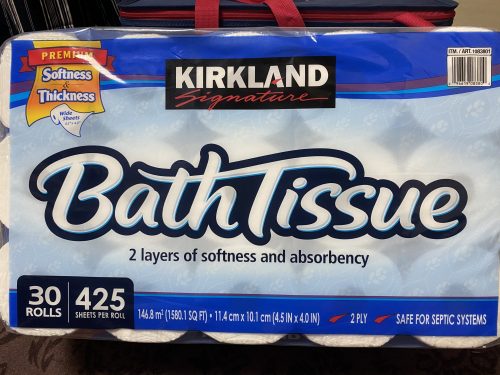 ITM. / ART. 1083801
PREMIUM
Softness
&
Thickness
Wide Sheets
KIRKLAND
Signature
Bath Tissue
2 layers of softness and absorbency
30
ROLLS
425
SHEETS PER ROLL
146.8 m² (1580.1 SQ FT) • 11.4 cm x 10.1 cm (4.5 IN x 4.0 IN)
• 2 PLY
• SAFE FOR SEPTIC SYSTEMS